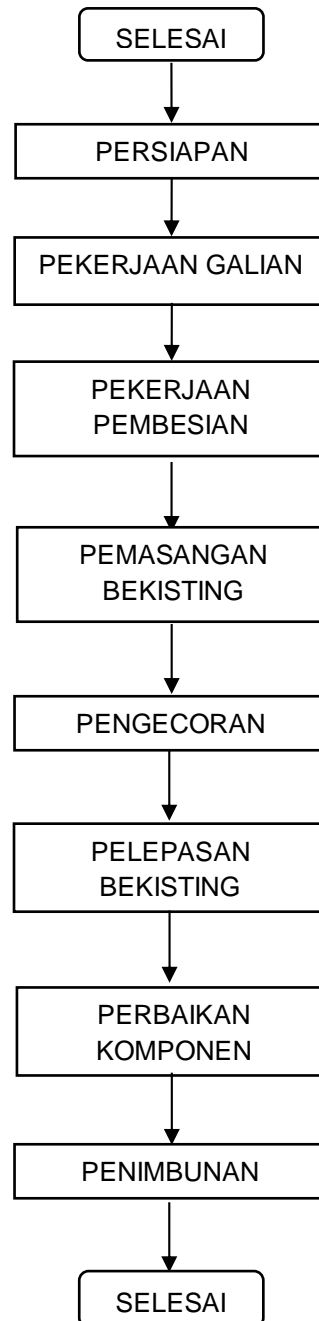 SELESAI
PERSIAPAN
PEKERJAAN GALIAN
PEKERJAAN
PEMBESIAN
PEMASANGAN
BEKISTING
PENGECORAN
PELEPASAN
BEKISTING
PERBAIKAN
KOMPONEN
PENIMBUNAN
SELESAI